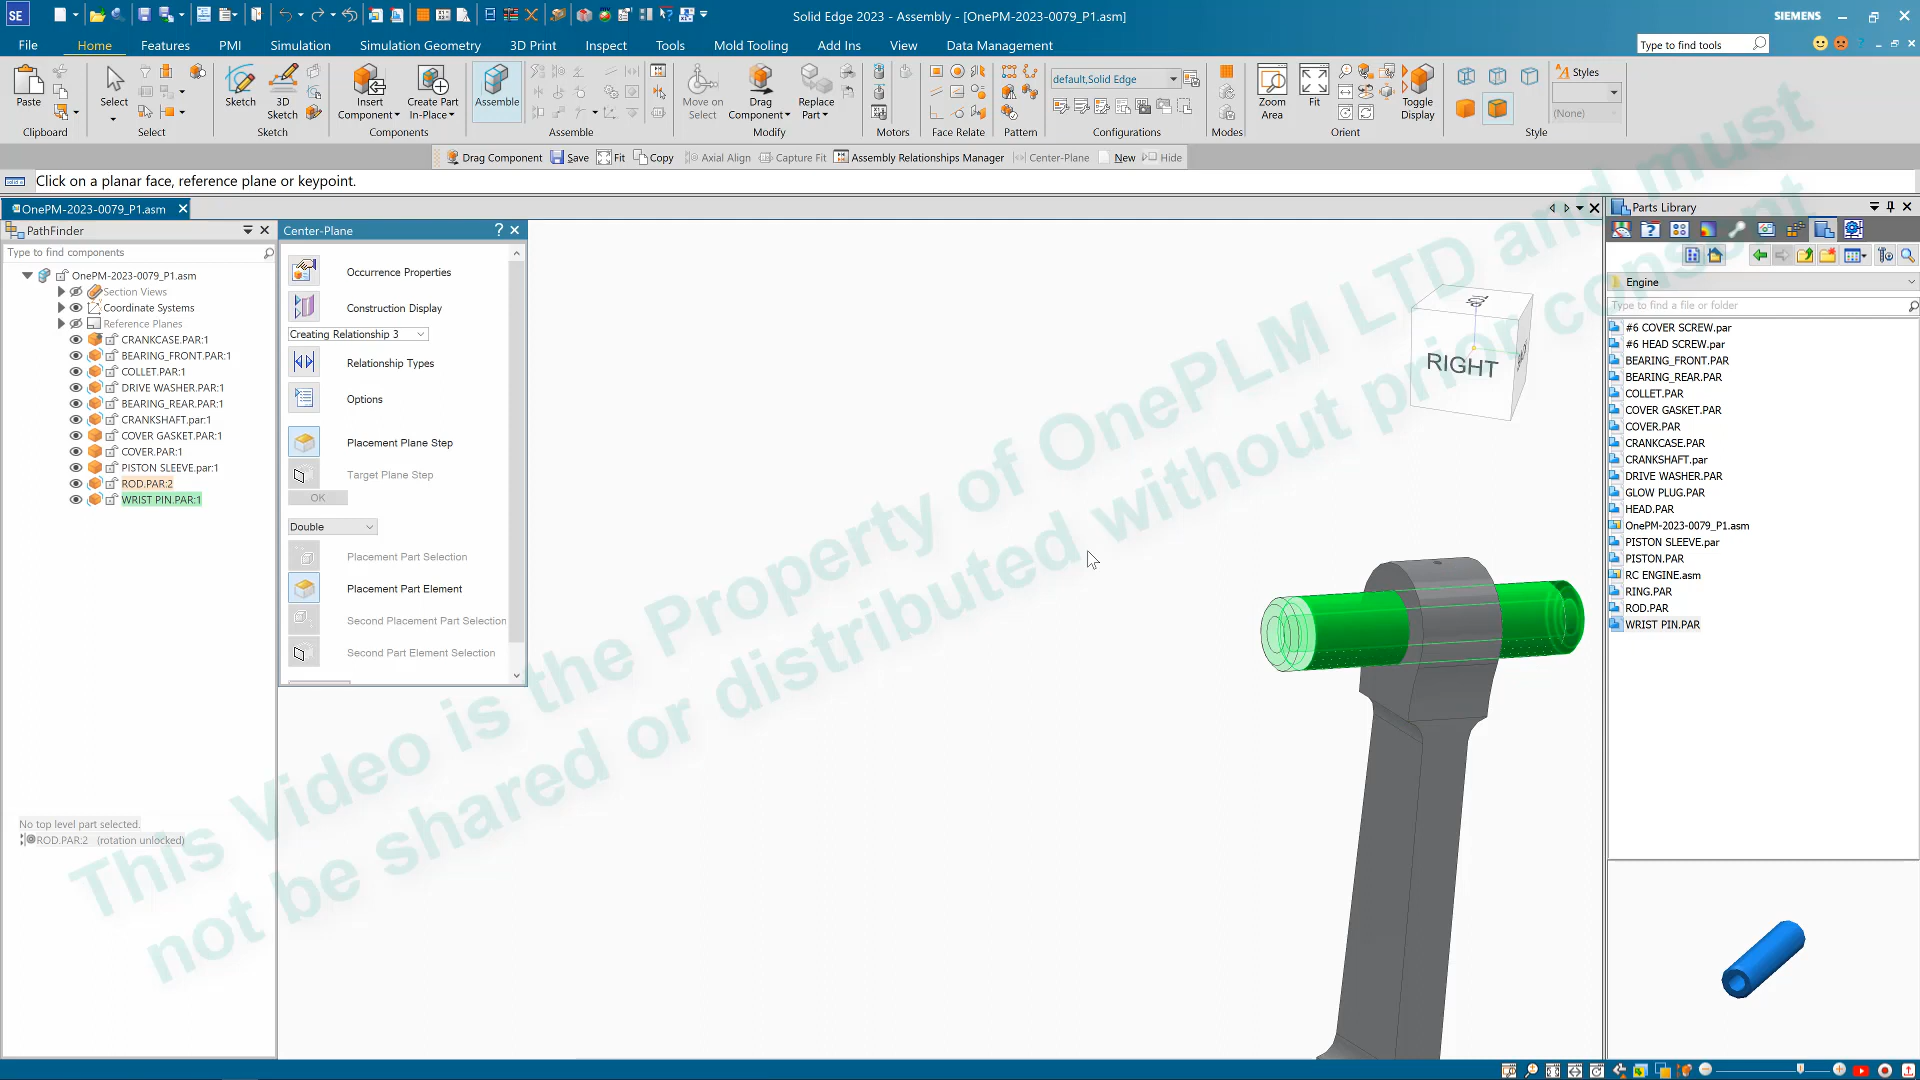 SE
Solid Edge 2023 - Assembly - [OnePM-2023-0079_P1.asm]
SIEMENS
File
Home
Features
PMI
Simulation
Simulation Geometry
3D Print
Inspect
Tools
Mold Tooling
Add Ins
View
Data Management
Type to find tools
Paste
Select
Sketch
3D Sketch
Insert Component
Create Part In-Place
Assemble
Move on Select
Drag Component
Replace Part
default,Solid Edge
Zoom Area
Fit
Toggle Display
Styles
(None)
Clipboard
Select
Sketch
Components
Assemble
Modify
Motors
Face Relate
Pattern
Configurations
Modes
Orient
Style
Drag Component
Save
Fit
Copy
Axial Align
Capture Fit
Assembly Relationships Manager
Center-Plane
New
Hide
Click on a planar face, reference plane or keypoint.
OnePM-2023-0079_P1.asm
PathFinder
Type to find components
OnePM-2023-0079_P1.asm
Section Views
Coordinate Systems
Reference Planes
CRANKCASE.PAR:1
BEARING_FRONT.PAR:1
COLLET.PAR:1
DRIVE WASHER.PAR:1
BEARING_REAR.PAR:1
CRANKSHAFT.par:1
COVER GASKET.PAR:1
COVER.PAR:1
PISTON SLEEVE.par:1
ROD.PAR:2
WRIST PIN.PAR:1
No top level part selected.
ROD.PAR:2 (rotation unlocked)
Center-Plane
Occurrence Properties
Construction Display
Creating Relationship 3
Relationship Types
Options
Placement Plane Step
Target Plane Step
OK
Double
Placement Part Selection
Placement Part Element
Second Placement Part Selection
Second Part Element Selection
RIGHT
Parts Library
Engine
Type to find a file or folder
#6 COVER SCREW.par
#6 HEAD SCREW.par
BEARING_FRONT.PAR
BEARING_REAR.PAR
COLLET.PAR
COVER GASKET.PAR
COVER.PAR
CRANKCASE.PAR
CRANKSHAFT.par
DRIVE WASHER.PAR
GLOW PLUG.PAR
HEAD.PAR
OnePM-2023-0079_P1.asm
PISTON SLEEVE.par
PISTON.PAR
RC ENGINE.asm
RING.PAR
ROD.PAR
WRIST PIN.PAR
This Video is the Property of OnePLM LTD and must
not be shared or distributed without prior consent